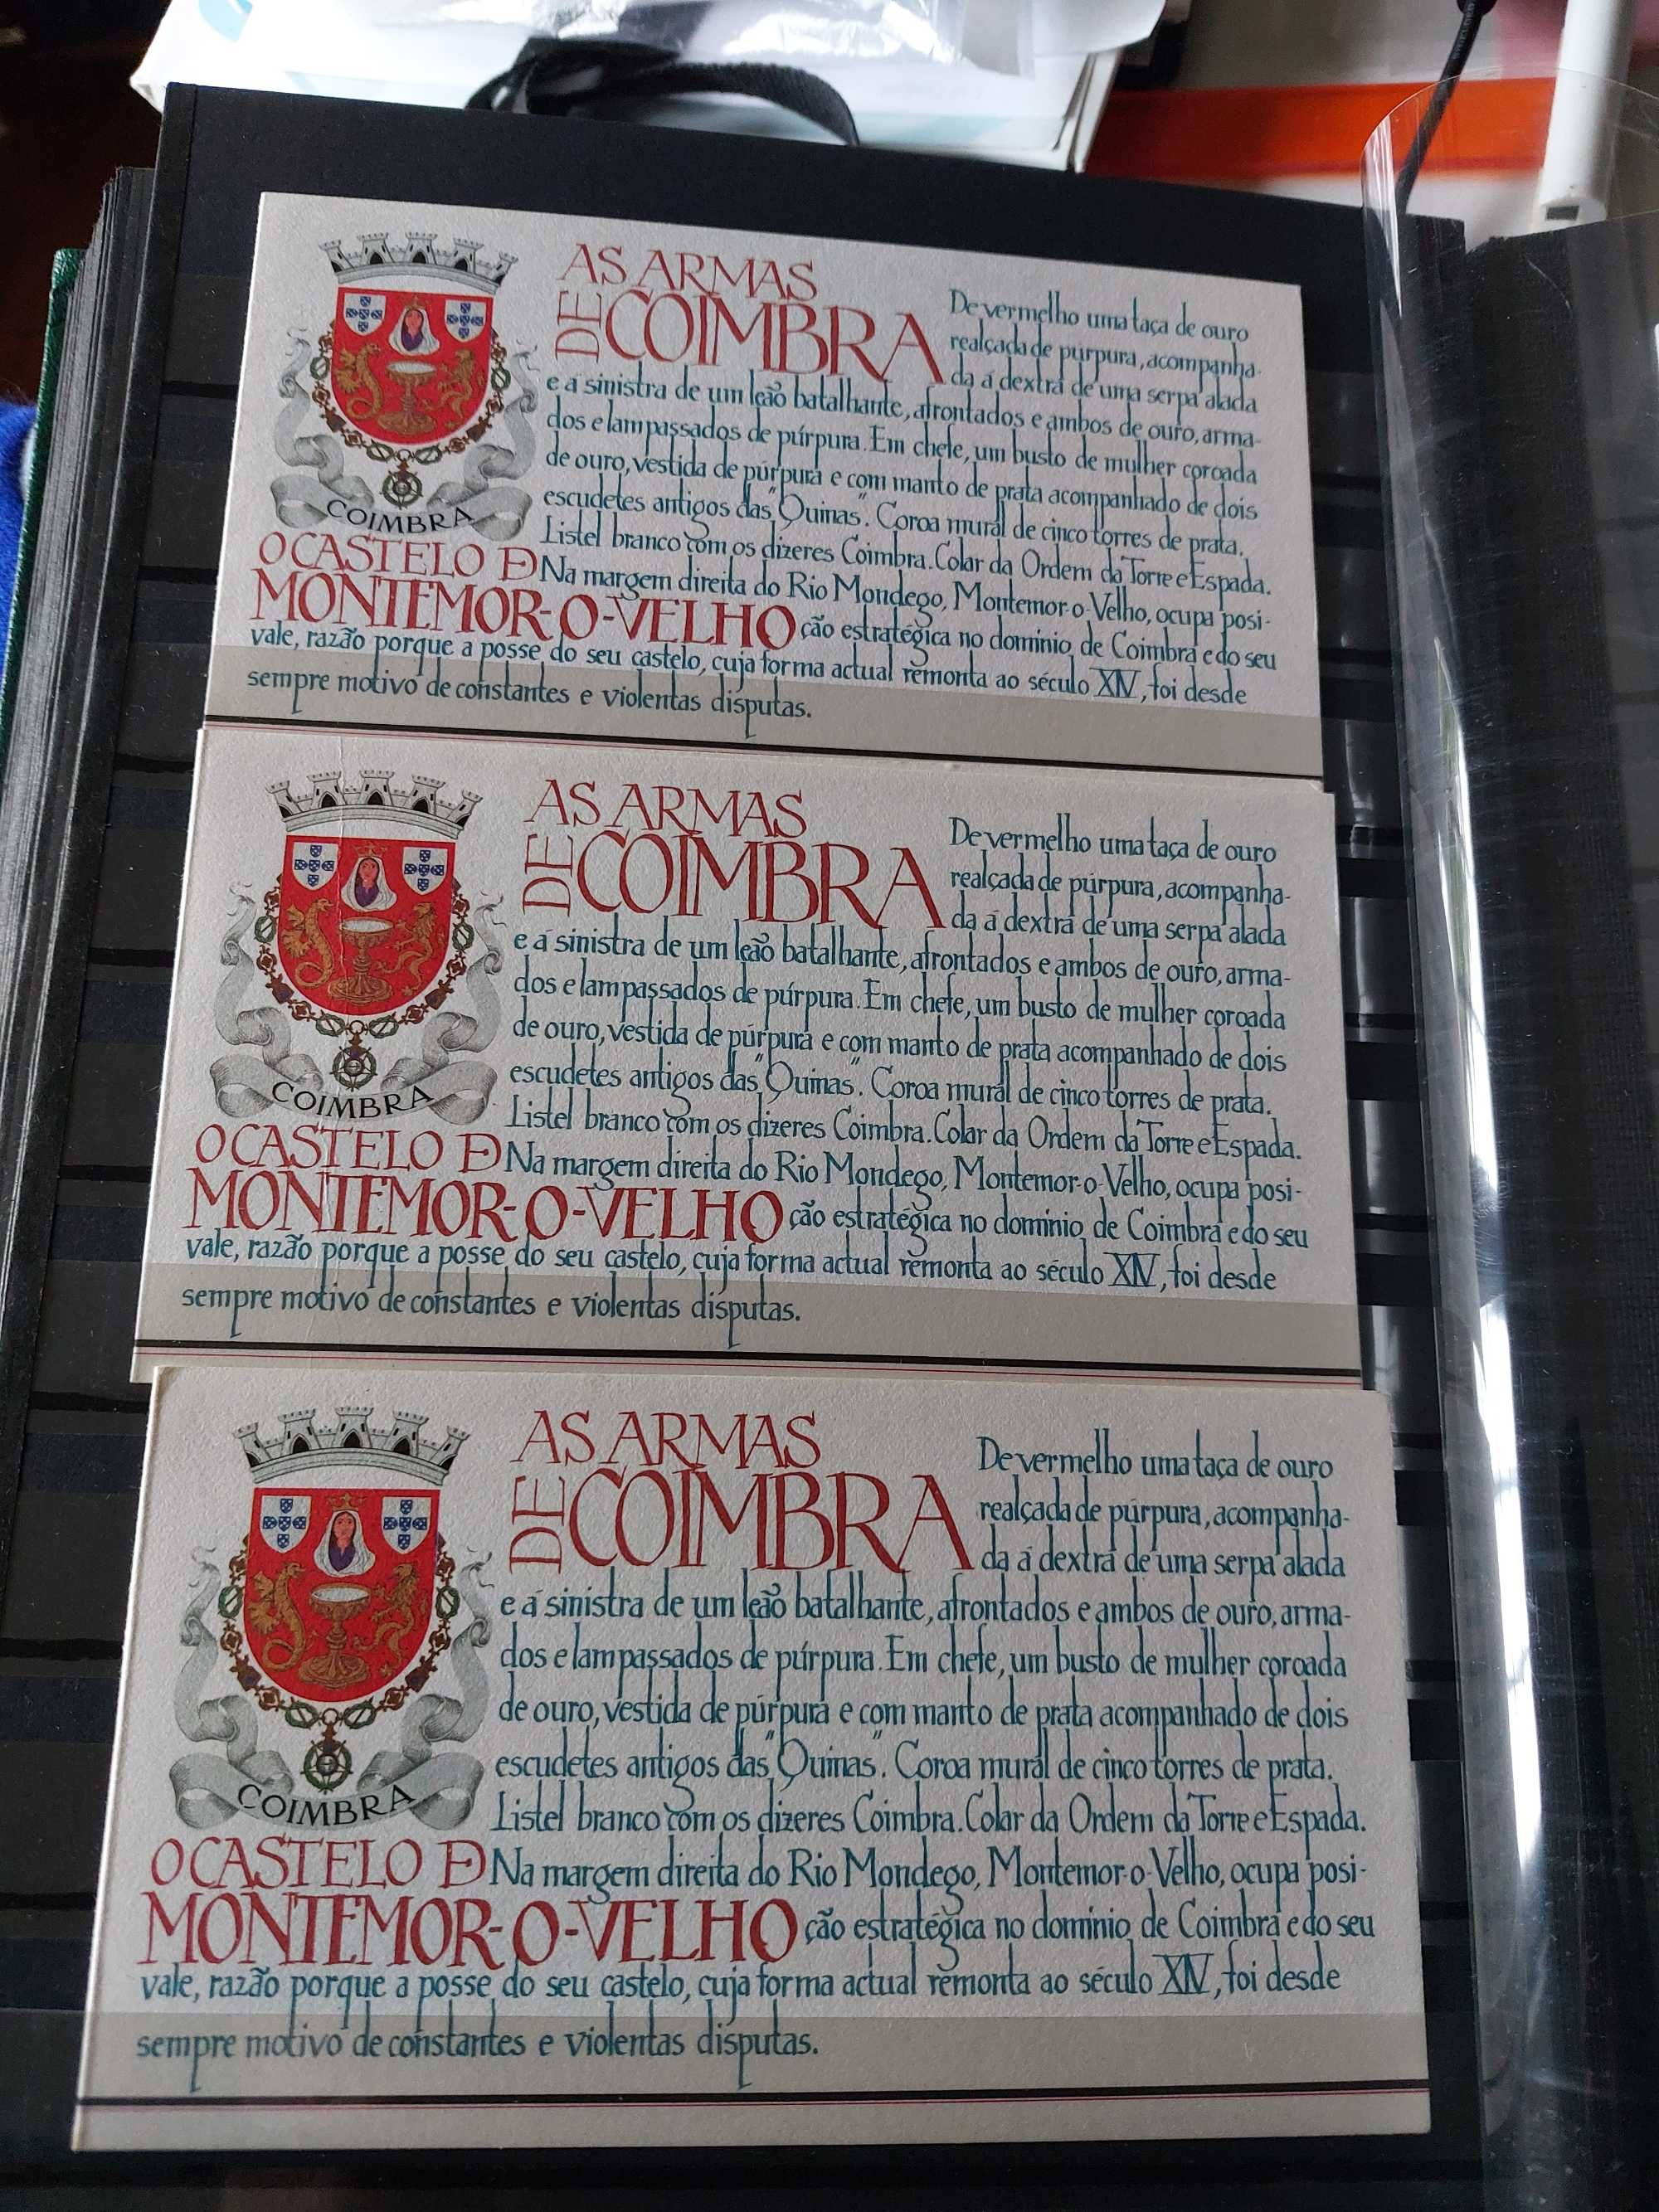 AS ARMAS
DE COIMBRA
De vermelho uma taça de ouro
realçada de púrpura, acompanha-
da á dextra de uma serpa alada
e á sinistra de um leão batalhante, afrontados e ambos de ouro, arma-
dos e lampassados de púrpura. Em chefe, um busto de mulher coroada
de ouro, vestida de púrpura e com manto de prata acompanhado de dois
escudetes antigos das "Quinas". Coroa mural de cinco torres de prata.
Listel branco com os dizeres Coimbra. Colar da Ordem da Torre e Espada.
COIMBRA
O CASTELO DE Na margem direita do Rio Mondego, Montemor-o-Velho, ocupa posi-
MONTEMOR-O-VELHO ção estratégica no domínio de Coimbra e do seu
vale, razão porque a posse do seu castelo, cuja forma actual remonta ao século XIV, foi desde
sempre motivo de constantes e violentas disputas.
AS ARMAS
DE COIMBRA
De vermelho uma taça de ouro
realçada de púrpura, acompanha-
da á dextra de uma serpa alada
e á sinistra de um leão batalhante, afrontados e ambos de ouro, arma-
dos e lampassados de púrpura. Em chefe, um busto de mulher coroada
de ouro, vestida de púrpura e com manto de prata acompanhado de dois
escudetes antigos das "Quinas". Coroa mural de cinco torres de prata.
Listel branco com os dizeres Coimbra. Colar da Ordem da Torre e Espada.
COIMBRA
O CASTELO DE Na margem direita do Rio Mondego, Montemor-o-Velho, ocupa posi-
MONTEMOR-O-VELHO ção estratégica no domínio de Coimbra e do seu
vale, razão porque a posse do seu castelo, cuja forma actual remonta ao século XIV, foi desde
sempre motivo de constantes e violentas disputas.
AS ARMAS
DE COIMBRA
De vermelho uma taça de ouro
realçada de púrpura, acompanha-
da á dextra de uma serpa alada
e á sinistra de um leão batalhante, afrontados e ambos de ouro, arma-
dos e lampassados de púrpura. Em chefe, um busto de mulher coroada
de ouro, vestida de púrpura e com manto de prata acompanhado de dois
escudetes antigos das "Quinas". Coroa mural de cinco torres de prata.
Listel branco com os dizeres Coimbra. Colar da Ordem da Torre e Espada.
COIMBRA
O CASTELO DE Na margem direita do Rio Mondego, Montemor-o-Velho, ocupa posi-
MONTEMOR-O-VELHO ção estratégica no domínio de Coimbra e do seu
vale, razão porque a posse do seu castelo, cuja forma actual remonta ao século XIV, foi desde
sempre motivo de constantes e violentas disputas.